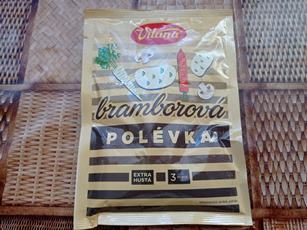 Vitana
bramborová
POLÉVKA
EXTRA
HUSTÁ
3